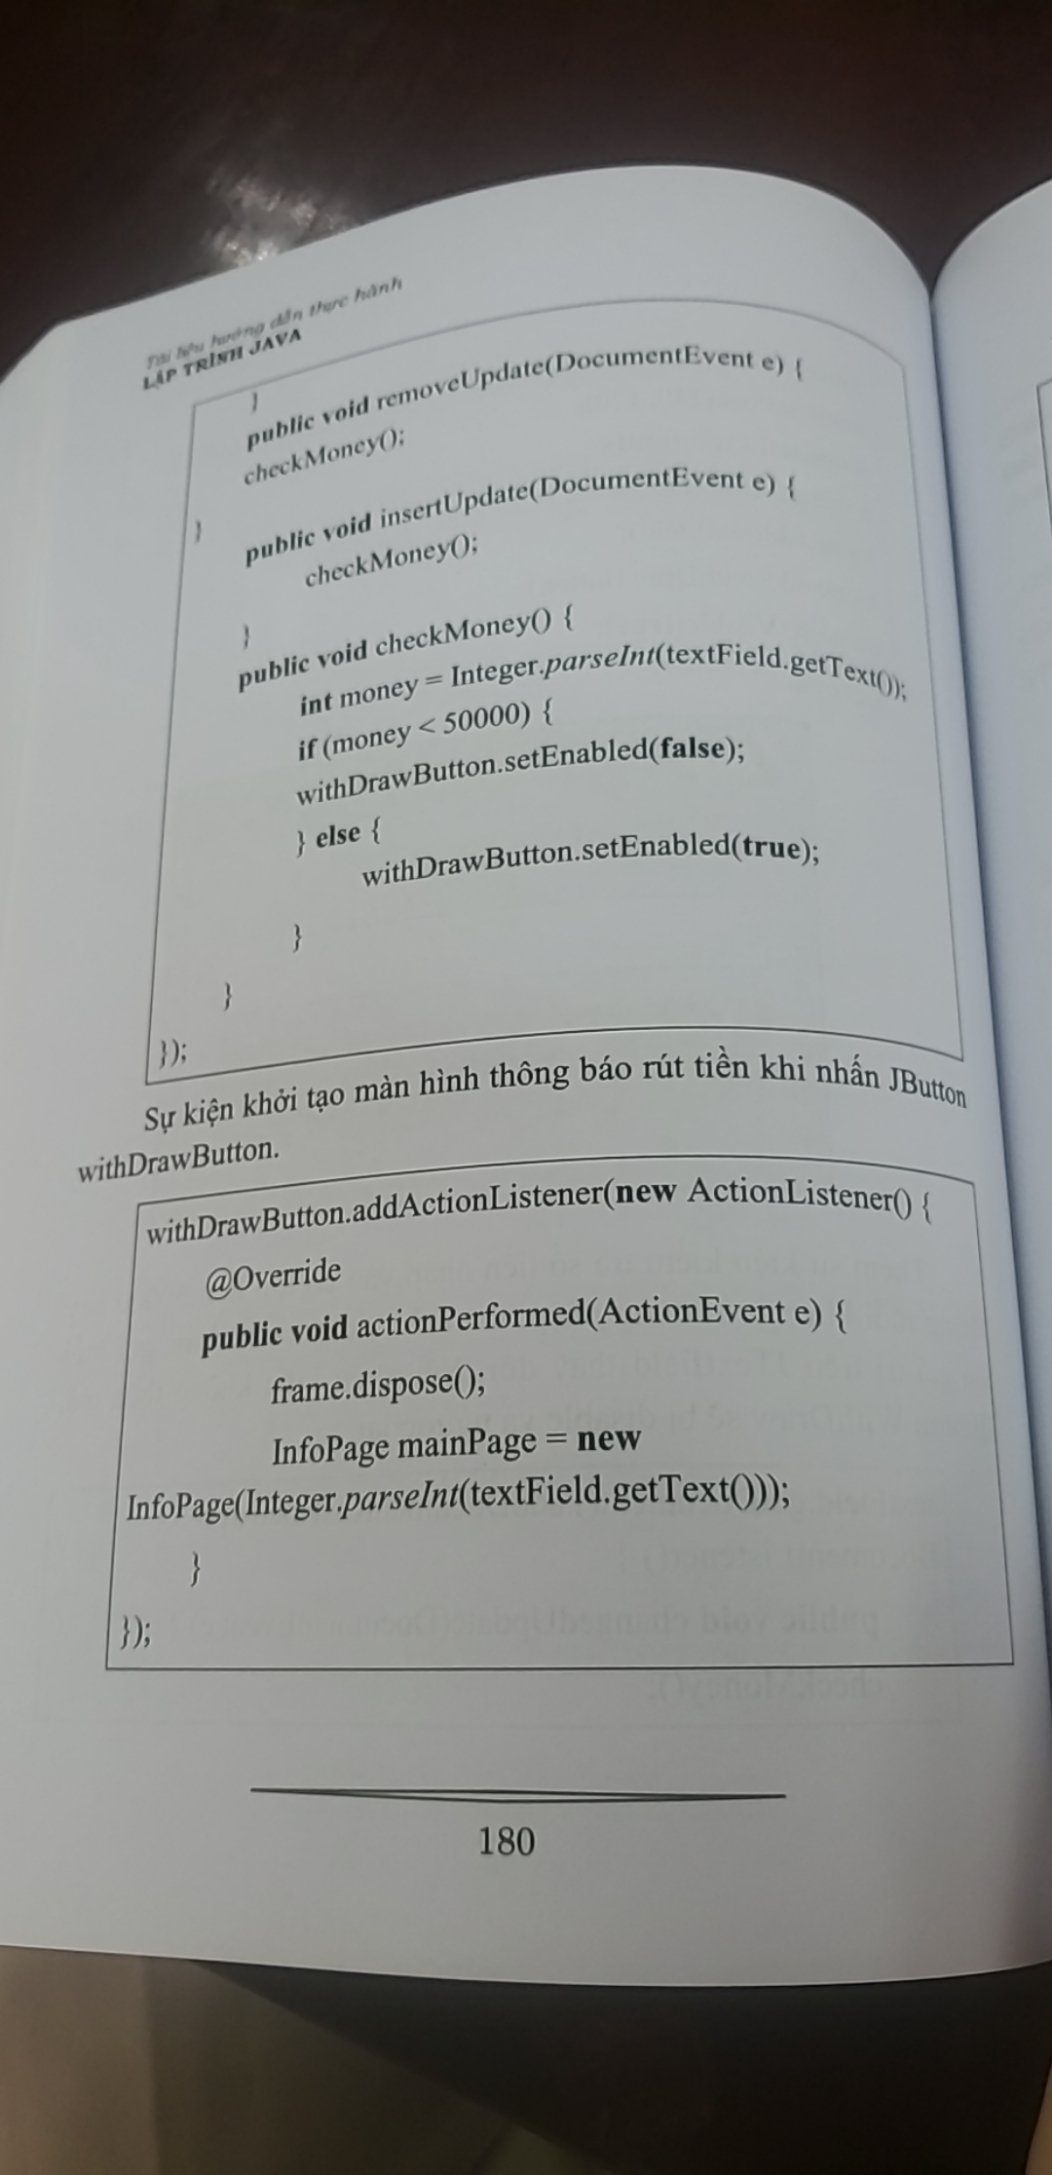 Tài liệu hướng dẫn thực hành
LẬP TRÌNH JAVA
}
public void removeUpdate(DocumentEvent e) {
checkMoney();
}
public void insertUpdate(DocumentEvent e) {
checkMoney();
}
public void checkMoney() {
int money = Integer.parseInt(textField.getText());
if (money < 50000) {
withDrawButton.setEnabled(false);
} else {
withDrawButton.setEnabled(true);
}
}
});
Sự kiện khởi tạo màn hình thông báo rút tiền khi nhấn JButton
withDrawButton.
withDrawButton.addActionListener(new ActionListener() {
@Override
public void actionPerformed(ActionEvent e) {
frame.dispose();
InfoPage mainPage = new
InfoPage(Integer.parseInt(textField.getText()));
}
});
180